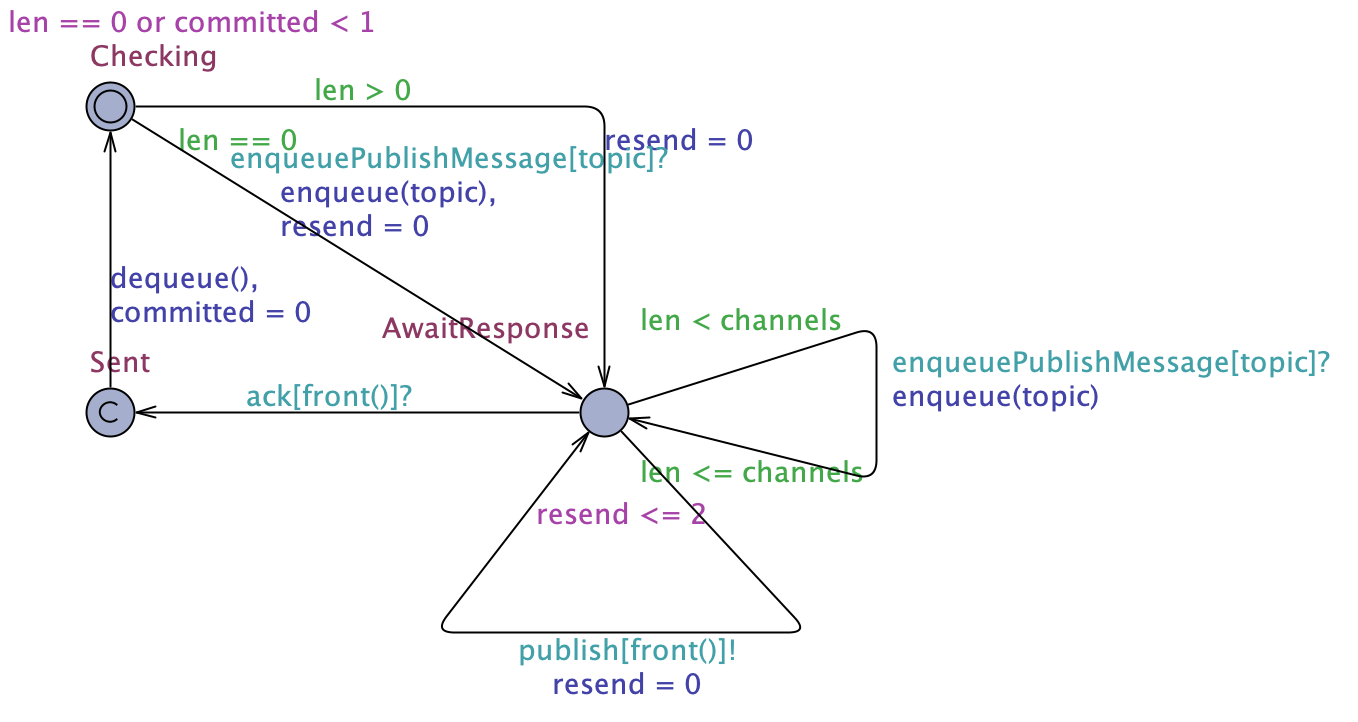 len == 0 or committed < 1
Checking
len > 0
len == 0
resend = 0
enqueuePublishMessage[topic]?
enqueue(topic),
resend = 0
dequeue(),
committed = 0
AwaitResponse
len < channels
Sent
enqueuePublishMessage[topic]?
ack[front()]?
enqueue(topic)
len <= channels
resend <= 2
publish[front()]!
resend = 0
C